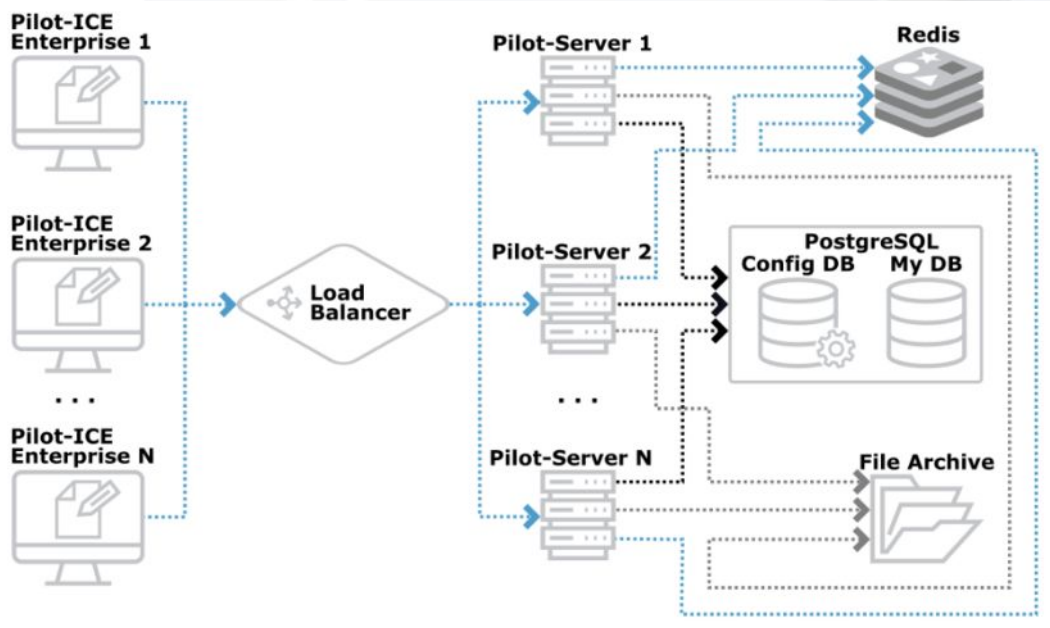 Pilot-ICE
Enterprise 1
Pilot-Server 1
Redis
Pilot-ICE
Enterprise 2
Load
Balancer
Pilot-Server 2
PostgreSQL
Config DB
My DB
...
...
Pilot-ICE
Enterprise N
Pilot-Server N
File Archive